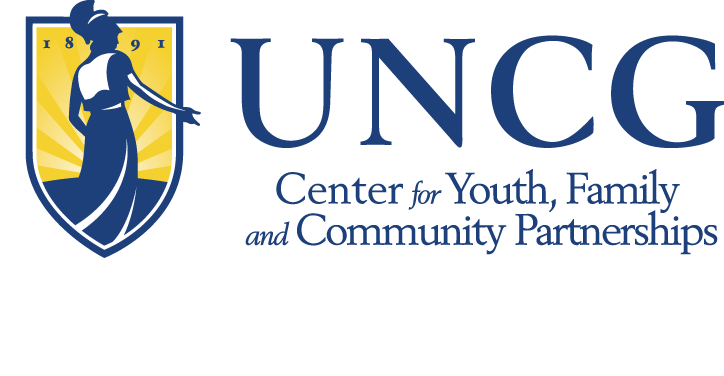 1891
UNCG
Center for Youth, Family
and Community Partnerships